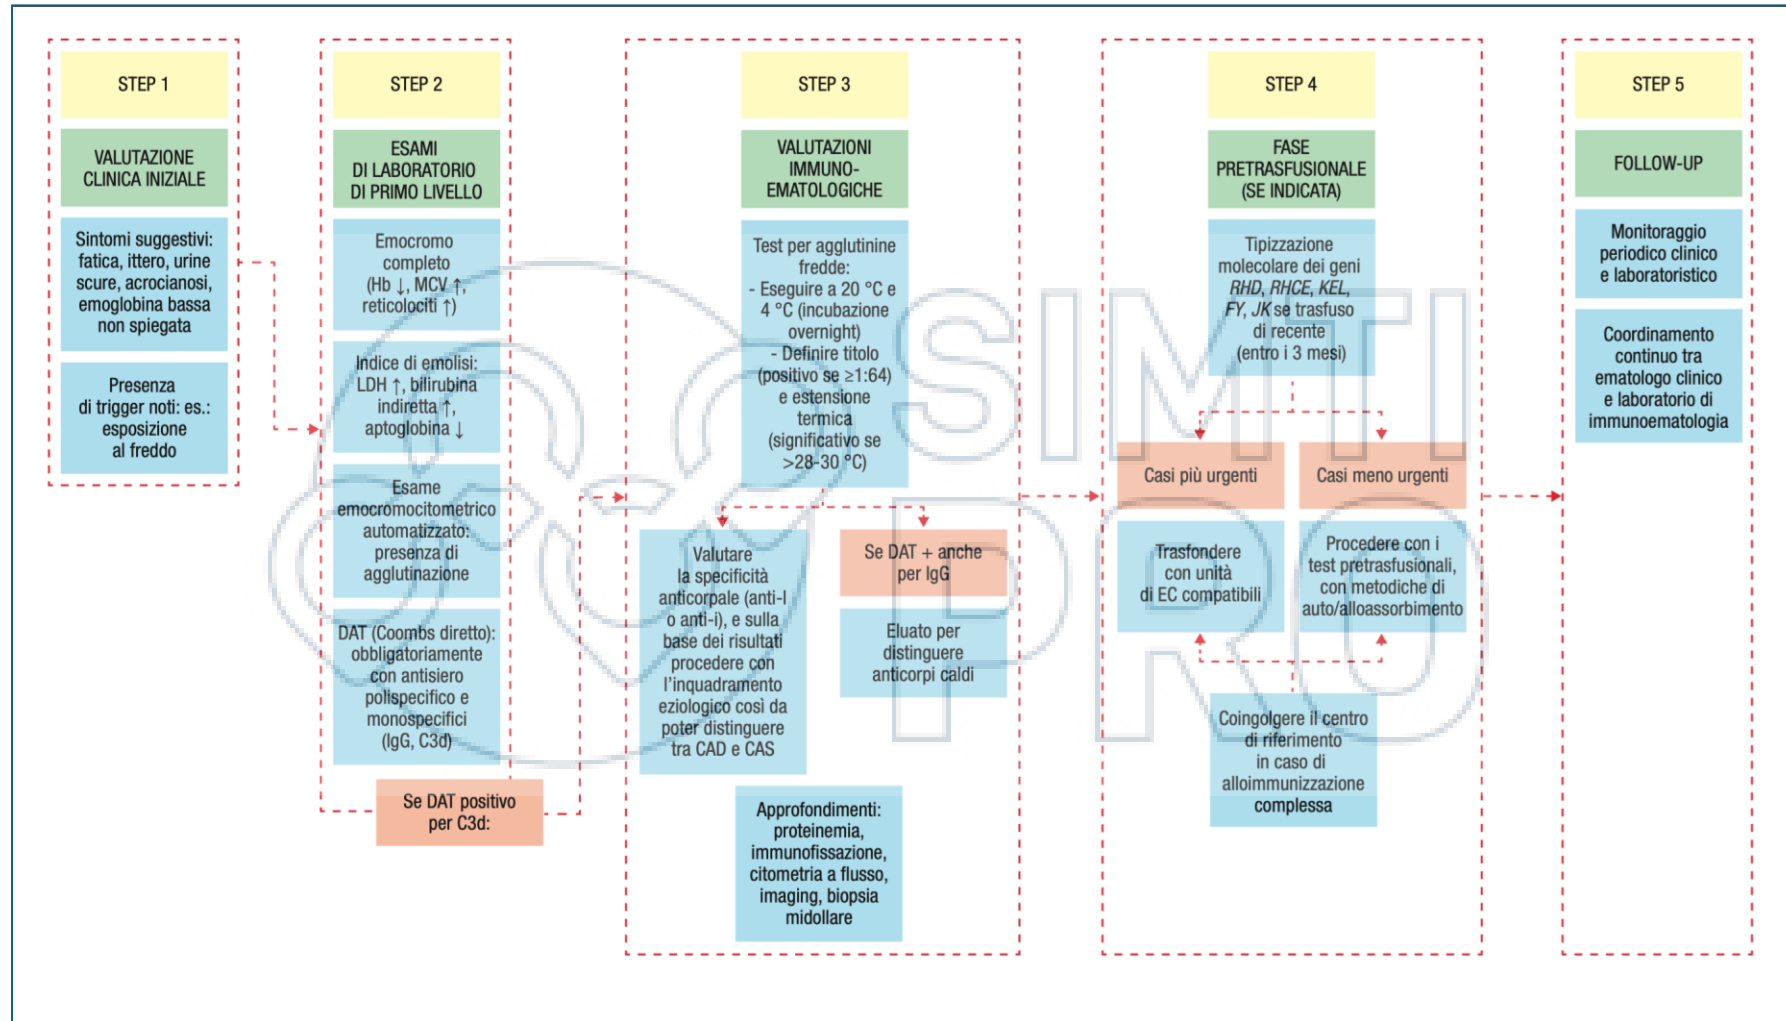 STEP 1
VALUTAZIONE
CLINICA INIZIALE
Sintomi suggestivi:
fatica, ittero, urine
scure, acrocianosi,
emoglobina bassa
non spiegata
Presenza
di trigger noti: es.:
esposizione
al freddo
STEP 2
ESAMI
DI LABORATORIO
DI PRIMO LIVELLO
Emocromo
completo
(Hb ↓, MCV ↑,
reticolociti ↑)
Indice di emolisi:
LDH ↑, bilirubina
indiretta ↑,
aptoglobina ↓
Esame
emocromocitometrico
automatizzato:
presenza di
agglutinazione
DAT (Coombs diretto):
obbligatoriamente
con antisiero
polispecifico e
monospecifici
(IgG, C3d)
Se DAT positivo
per C3d:
STEP 3
VALUTAZIONI
IMMUNO-
EMATOLOGICHE
Test per agglutinine
fredde:
- Eseguire a 20 °C e
4 °C (incubazione
overnight)
- Definire titolo
(positivo se ≥1:64)
e estensione
termica
(significativo se
>28-30 °C)
Valutare
la specificità
anticorpale (anti-I
o anti-i), e sulla
base dei risultati
procedere con
l'inquadramento
eziologico così da
poter distinguere
tra CAD e CAS
Se DAT + anche
per IgG
Eluato per
distinguere
anticorpi caldi
Approfondimenti:
proteinemia,
immunofissazione,
citometria a flusso,
imaging, biopsia
midollare
STEP 4
FASE
PRETRASFUSIONALE
(SE INDICATA)
Tipizzazione
molecolare dei geni
RHD, RHCE, KEL,
FY, JK se trasfuso
di recente
(entro i 3 mesi)
Casi più urgenti
Trasfondere
con unità
di EC compatibili
Casi meno urgenti
Procedere con i
test pretrasfusionali,
con metodiche di
auto/alloassorbimento
Coingolgere il centro
di riferimento
in caso di
alloimmunizzazione
complessa
STEP 5
FOLLOW-UP
Monitoraggio
periodico clinico
e laboratoristico
Coordinamento
continuo tra
ematologo clinico
e laboratorio di
immunoematologia
SIMTI
PRO